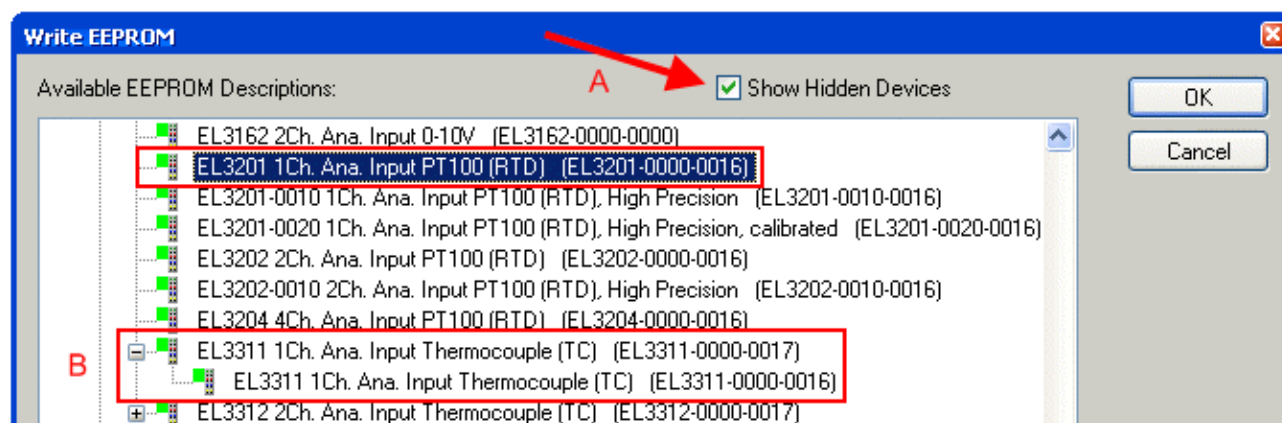 Write EEPROM
Available EEPROM Descriptions:
A
Show Hidden Devices
OK
Cancel
EL3162 2Ch. Ana. Input 0-10V (EL3162-0000-0000)
EL3201 1Ch. Ana. Input PT100 (RTD) (EL3201-0000-0016)
EL3201-0010 1Ch. Ana. Input PT100 (RTD), High Precision (EL3201-0010-0016)
EL3201-0020 1Ch. Ana. Input PT100 (RTD), High Precision, calibrated (EL3201-0020-0016)
EL3202 2Ch. Ana. Input PT100 (RTD) (EL3202-0000-0016)
EL3202-0010 2Ch. Ana. Input PT100 (RTD), High Precision (EL3202-0010-0016)
EL3204 4Ch. Ana. Input PT100 (RTD) (EL3204-0000-0016)
B
EL3311 1Ch. Ana. Input Thermocouple (TC) (EL3311-0000-0017)
EL3311 1Ch. Ana. Input Thermocouple (TC) (EL3311-0000-0016)
EL3312 2Ch. Ana. Input Thermocouple (TC) (EL3312-0000-0017)